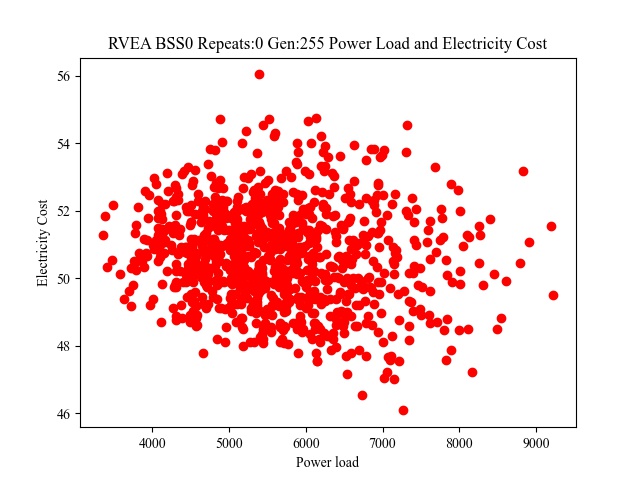 RVEA BSS0 Repeats:0 Gen:255 Power Load and Electricity Cost
56
54
52
50
48
46
Electricity Cost
4000 5000 6000 7000 8000 9000
Power load